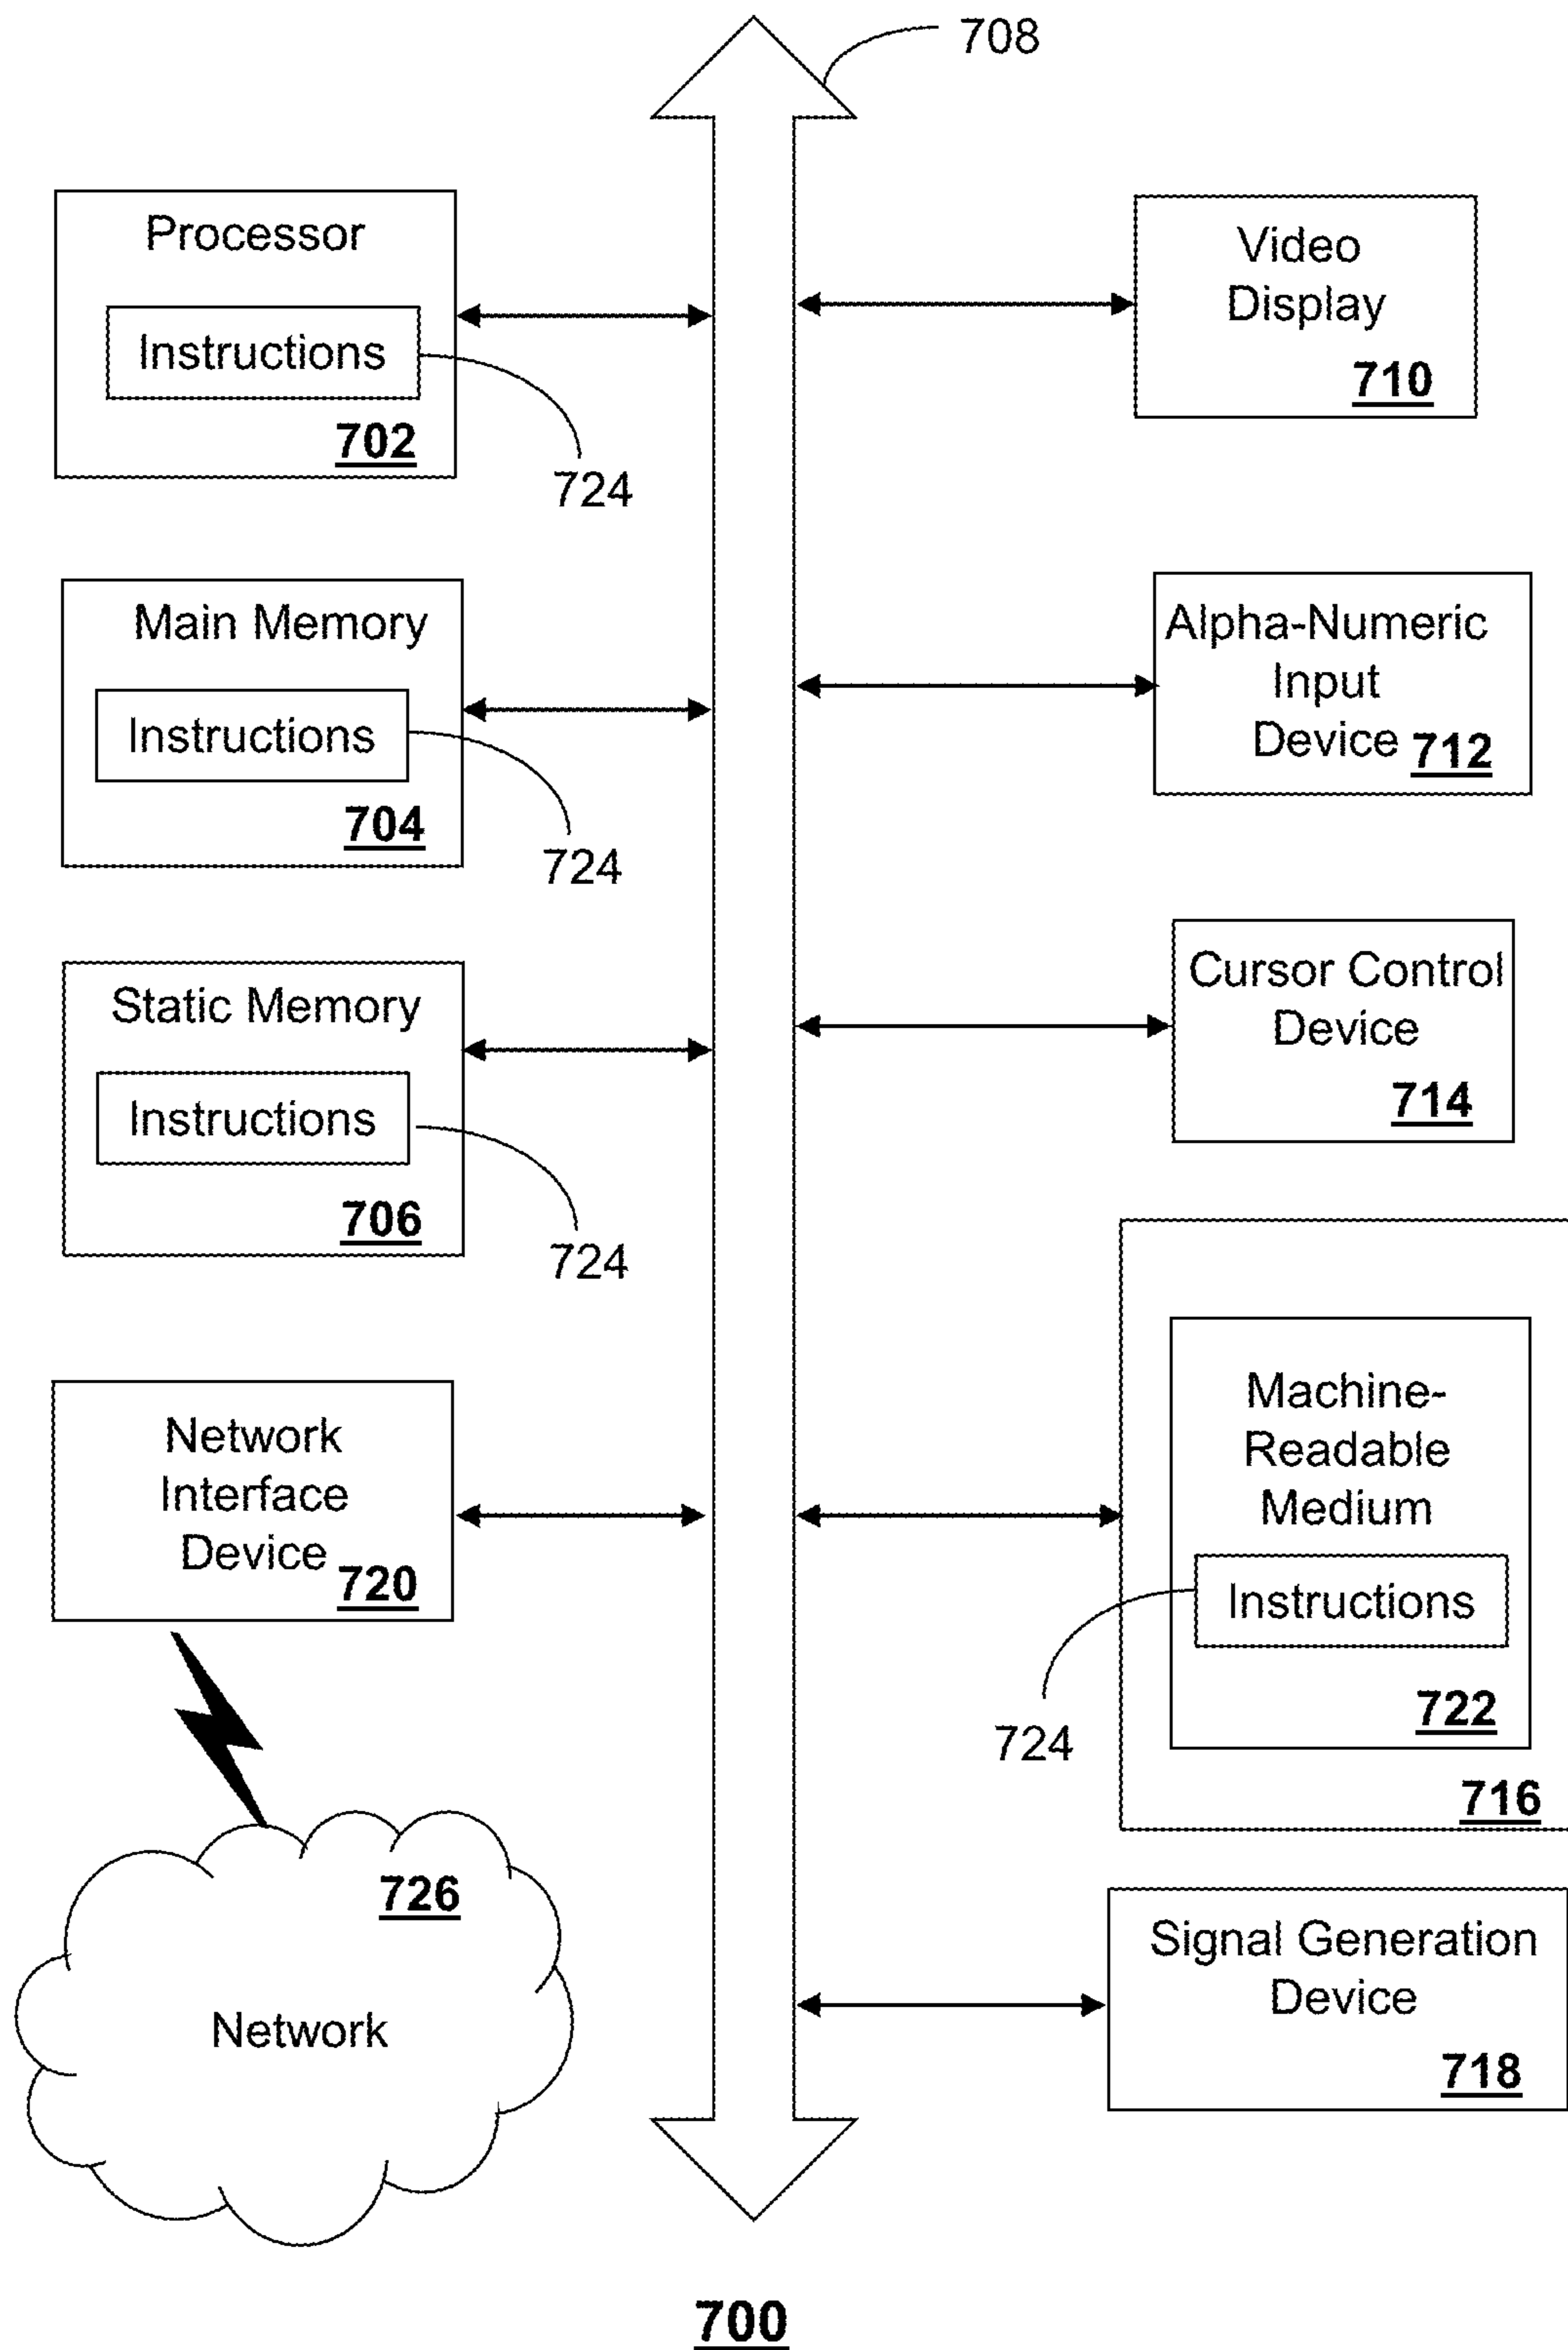 708
Processor
Instructions
702
724
Video
Display
710
Main Memory
Instructions
704
724
Alpha-Numeric
Input
Device 712
Static Memory
Instructions
706
724
Cursor Control
Device
714
Network
Interface
Device
720
Machine-
Readable
Medium
Instructions
722
724
716
726
Network
Signal Generation
Device
718
700